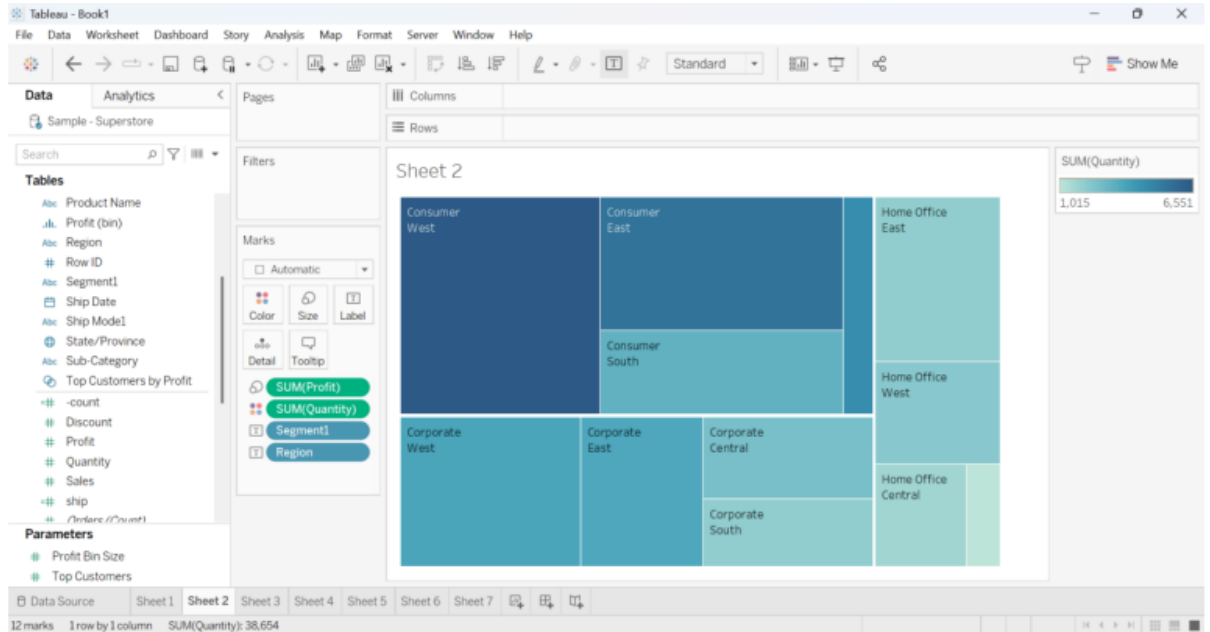 Tableau - Book1
File Data Worksheet Dashboard Story Analysis Map Format Server Window Help
Standard
Show Me
Data Analytics
Sample - Superstore
Search
Tables
Abc Product Name
Profit (bin)
Abc Region
# Row ID
Abc Segment1
Ship Date
Abc Ship Mode1
State/Province
Abc Sub-Category
Top Customers by Profit
=# -count
# Discount
# Profit
# Quantity
# Sales
=# ship
# Orders (Count)
Parameters
# Profit Bin Size
# Top Customers
Pages
Filters
Marks
Automatic
Color Size Label
Detail Tooltip
SUM(Profit)
SUM(Quantity)
T Segment1
T Region
Columns
Rows
Sheet 2
Consumer
West
Consumer
East
Consumer
South
Home Office
East
Home Office
West
Home Office
Central
Corporate
West
Corporate
East
Corporate
Central
Corporate
South
SUM(Quantity)
1,015 6,551
Data Source Sheet 1 Sheet 2 Sheet 3 Sheet 4 Sheet 5 Sheet 6 Sheet 7
12 marks 1 row by 1 column SUM(Quantity): 38,654